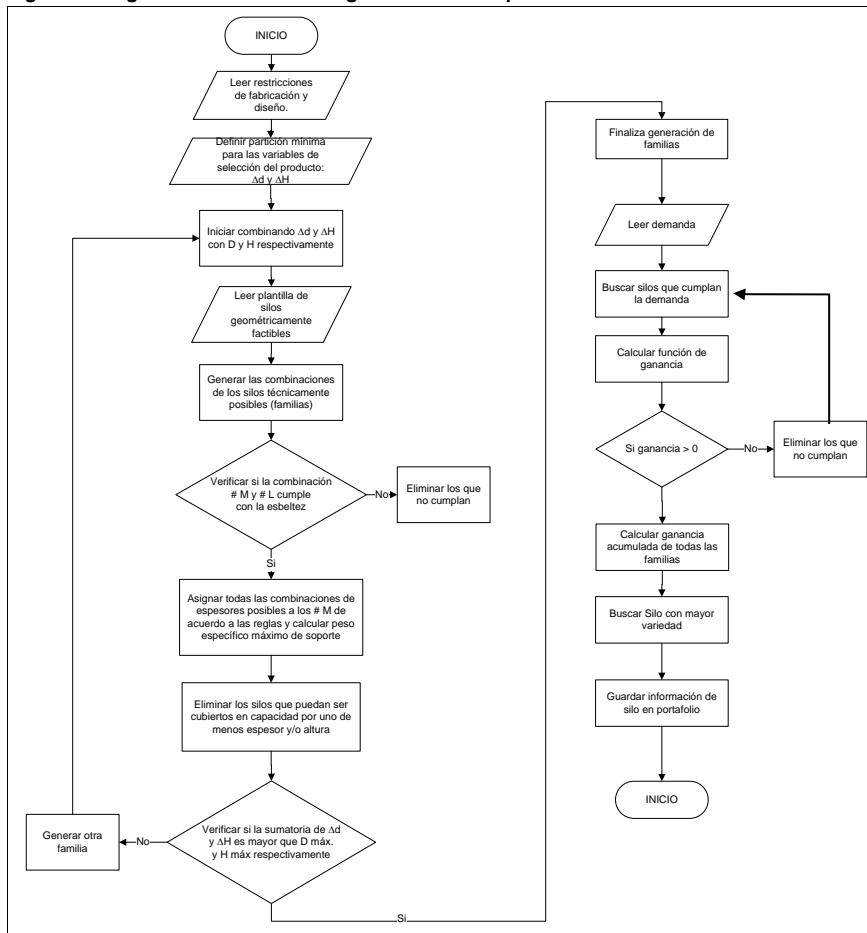 INICIO
Leer restricciones
de fabricación y
diseño.
Definir partición mínima
para las variables de
selección del producto:
Δd y ΔH
Iniciar combinando Δd y ΔH
con D y H respectivamente
Leer plantilla de
silos
geométricamente
factibles
Generar las combinaciones
de los silos técnicamente
posibles (familias)
Verificar si la combinación
# M y # L cumple
con la esbeltez
No
Eliminar los que
no cumplan
Si
Asignar todas las combinaciones de
espesores posibles a los # M de
acuerdo a las reglas y calcular peso
específico máximo de soporte
Eliminar los silos que puedan ser
cubiertos en capacidad por uno de
menos espesor y/o altura
Verificar si la sumatoria de Δd
y ΔH es mayor que D máx.
y H máx respectivamente
No
Generar otra
familia
Si
Finaliza generación de
familias
Leer demanda
Buscar silos que cumplan
la demanda
Calcular función de
ganancia
Si ganancia > 0
No
Eliminar los que
no cumplan
Calcular ganancia
acumulada de todas las
familias
Buscar Silo con mayor
variedad
Guardar información de
silo en portafolio
INICIO